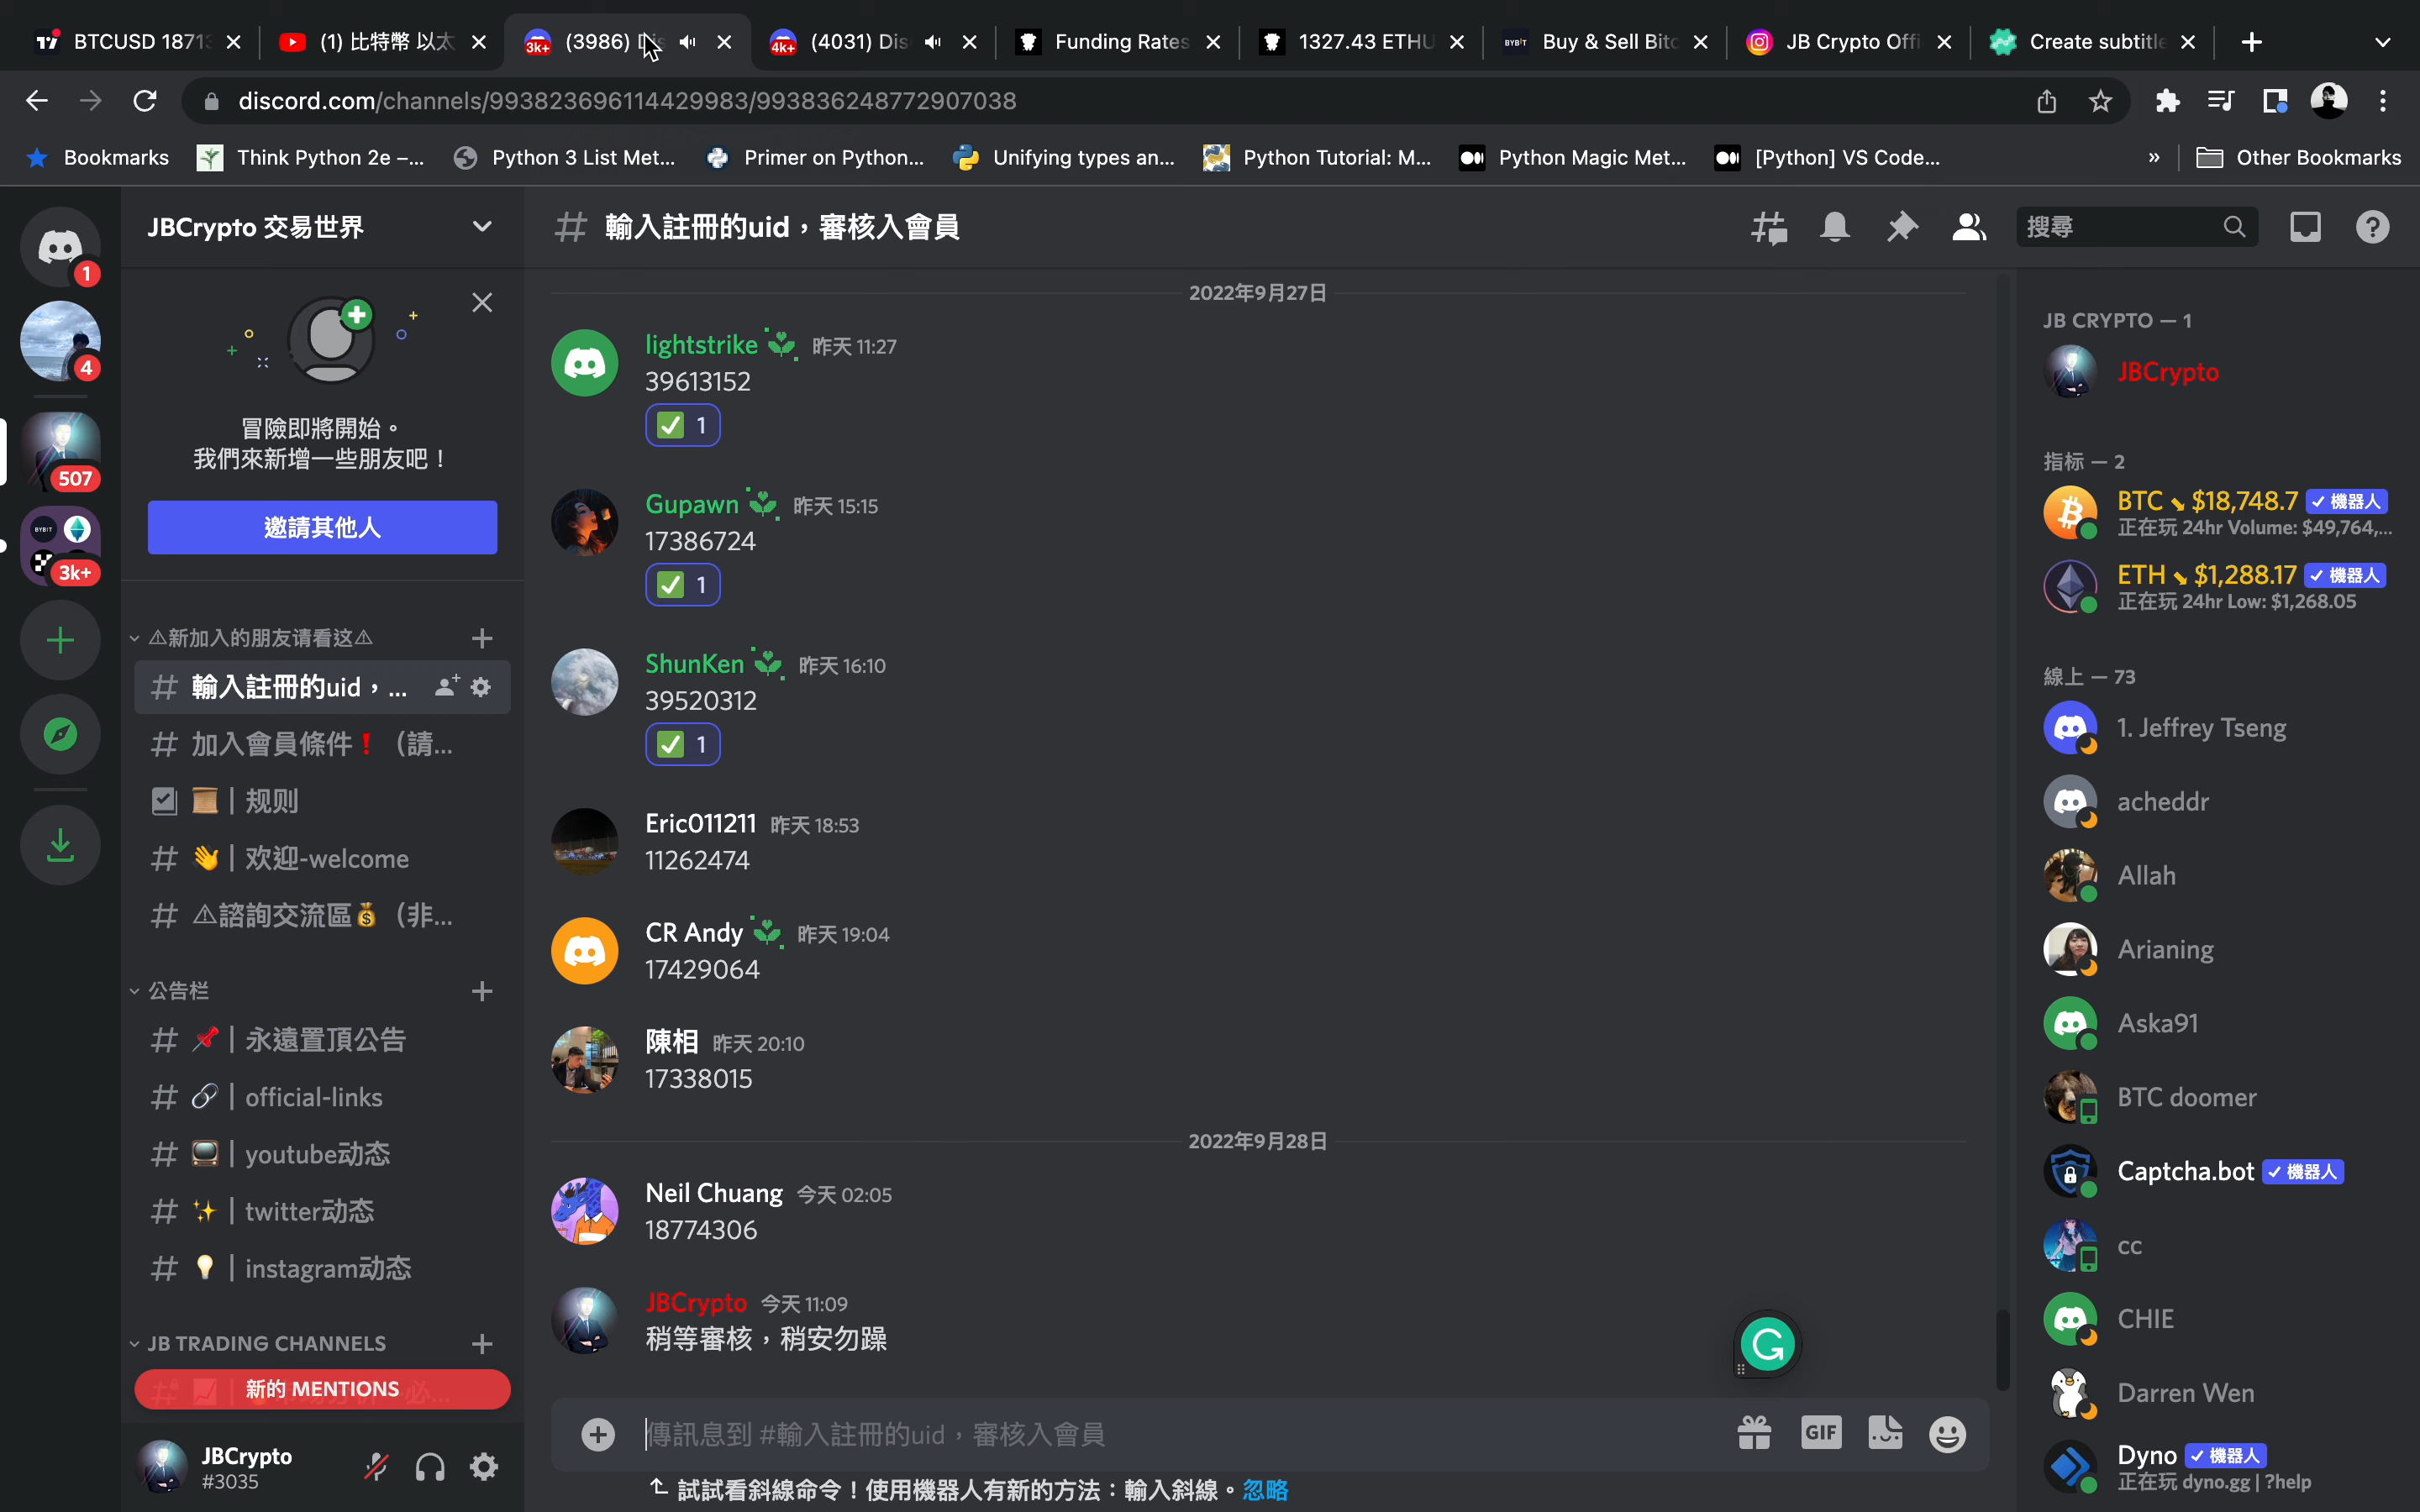 BTCUSD 18713
(1) 比特幣 以太
3k+
(3986) Dis
4k+
(4031) Dis
Funding Rates
1327.43 ETHU
BYBIT
Buy & Sell Bitc
JB Crypto Offi
Create subtitle
discord.com/channels/993823696114429983/993836248772907038
Bookmarks
Think Python 2e –...
Python 3 List Met...
Primer on Python...
Unifying types an...
Python Tutorial: M...
Python Magic Met...
[Python] VS Code...
»
Other Bookmarks
1
4
507
BYBIT
3k+
JBCrypto 交易世界
冒險即將開始。
我們來新增一些朋友吧！
邀請其他人
⚠新加入的朋友请看这⚠
輸入註冊的uid，...
加入會員條件❗（請...
📜 | 规则
👋 | 欢迎-welcome
⚠諮詢交流區💰（非...
公告栏
📌 | 永遠置頂公告
🔗 | official-links
📺 | youtube动态
✨ | twitter动态
💡 | instagram动态
JB TRADING CHANNELS
新的 MENTIONS
JBCrypto
#3035
# 輸入註冊的uid，審核入會員
搜尋
2022年9月27日
lightstrike 昨天 11:27
39613152
✅ 1
Gupawn 昨天 15:15
17386724
✅ 1
ShunKen 昨天 16:10
39520312
✅ 1
Eric011211 昨天 18:53
11262474
CR Andy 昨天 19:04
17429064
陳相 昨天 20:10
17338015
2022年9月28日
Neil Chuang 今天 02:05
18774306
JBCrypto 今天 11:09
稍等審核，稍安勿躁
傳訊息到 #輸入註冊的uid，審核入會員
GIF
試試看斜線命令！使用機器人有新的方法：輸入斜線。忽略
JB CRYPTO — 1
JBCrypto
指标 — 2
BTC ↘ $18,748.7 ✓ 機器人
正在玩 24hr Volume: $49,764,...
ETH ↘ $1,288.17 ✓ 機器人
正在玩 24hr Low: $1,268.05
線上 — 73
1. Jeffrey Tseng
acheddr
Allah
Arianing
Aska91
BTC doomer
Captcha.bot ✓ 機器人
cc
CHIE
Darren Wen
Dyno ✓ 機器人
正在玩 dyno.gg | ?help